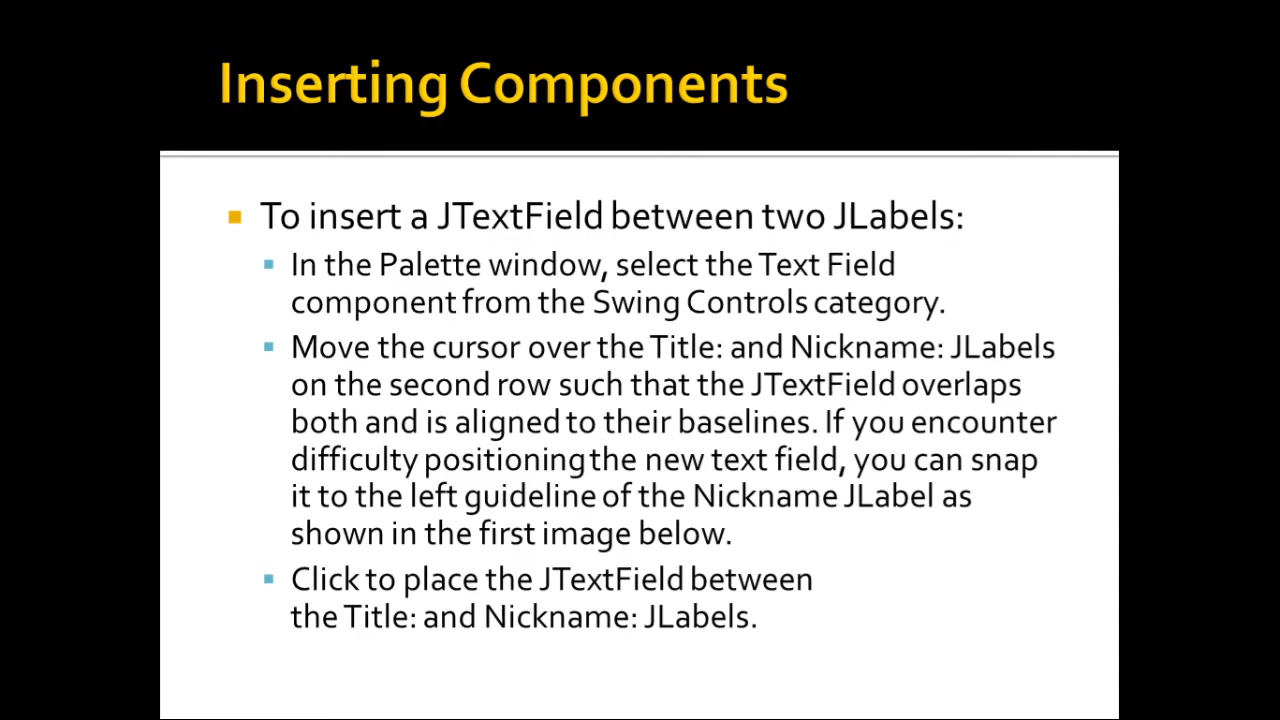 Inserting Components
To insert a JTextField between two JLabels:
In the Palette window, select the Text Field
component from the Swing Controls category.
Move the cursor over the Title: and Nickname: JLabels
on the second row such that the JTextField overlaps
both and is aligned to their baselines. If you encounter
difficulty positioning the new text field, you can snap
it to the left guideline of the Nickname JLabel as
shown in the first image below.
Click to place the JTextField between
the Title: and Nickname: JLabels.